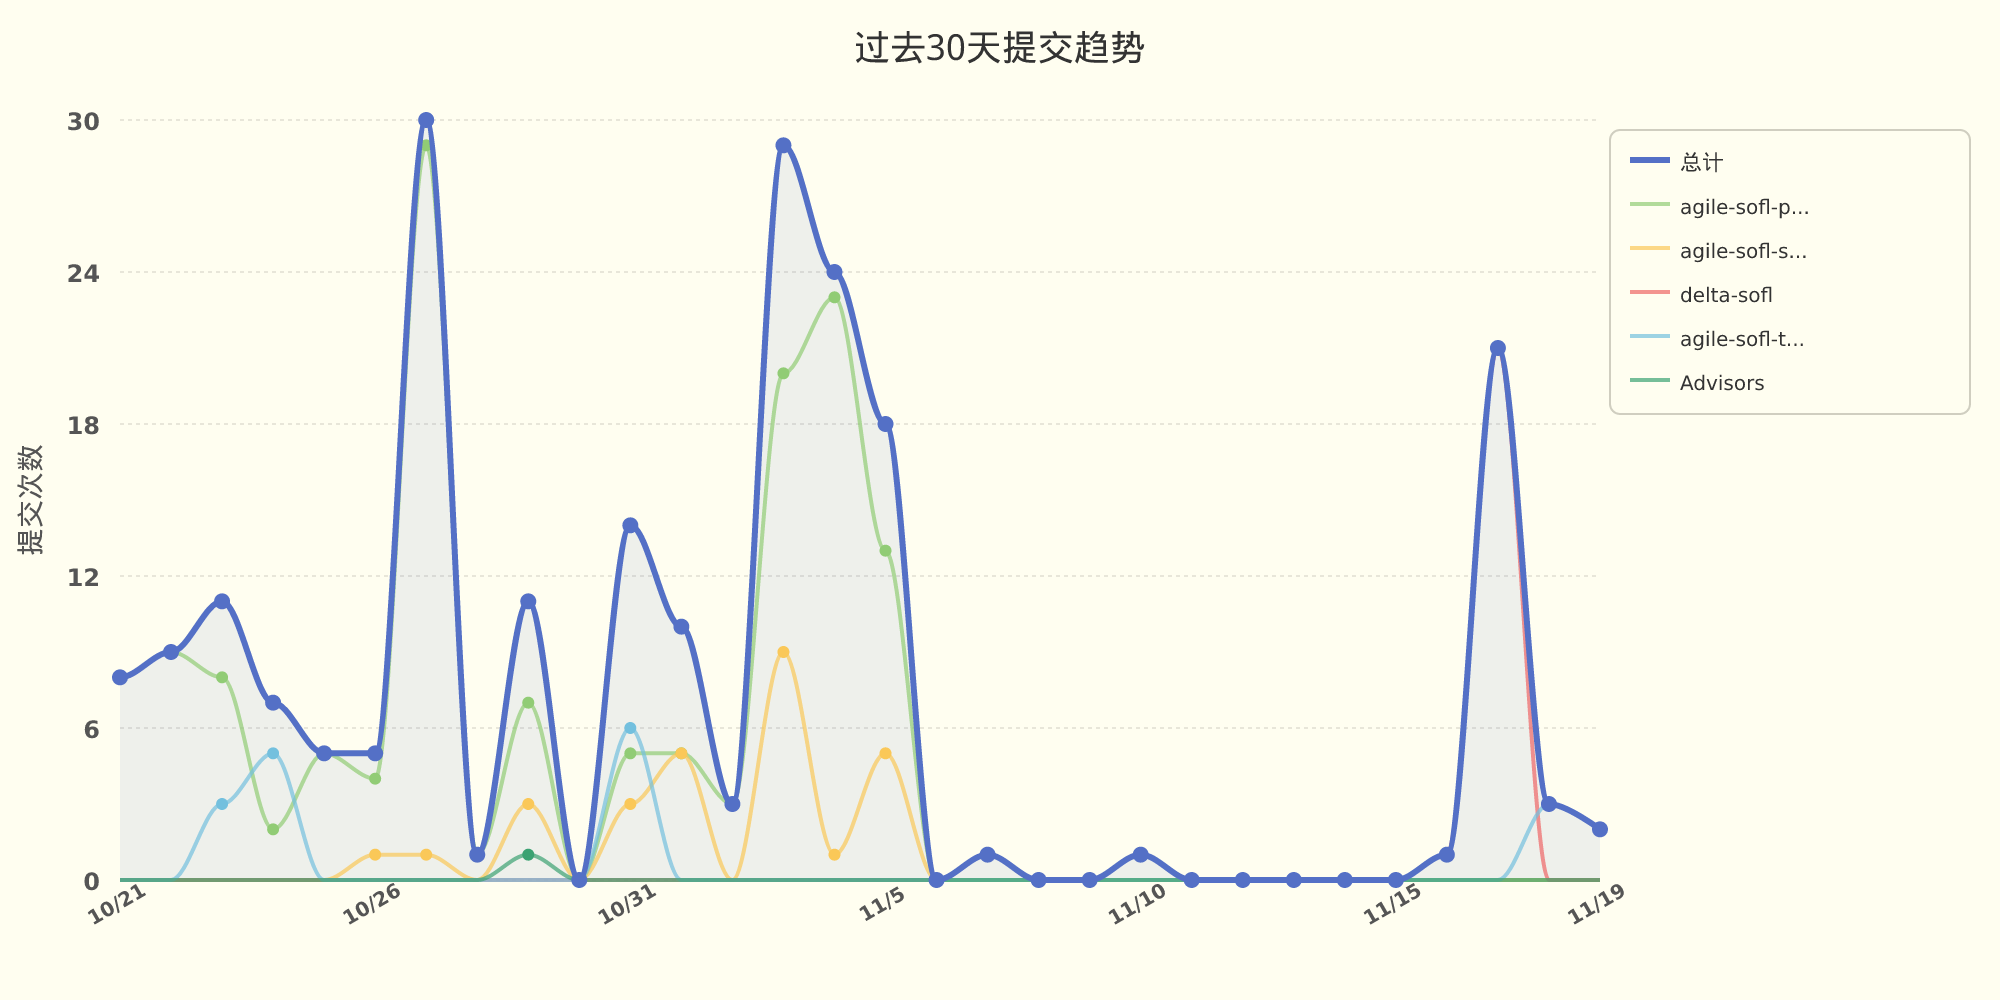 过去30天提交趋势
提交次数
30
24
18
12
6
0
10/21
10/26
10/31
11/5
11/10
11/15
11/19
总计
agile-sofl-p...
agile-sofl-s...
delta-sofl
agile-sofl-t...
Advisors